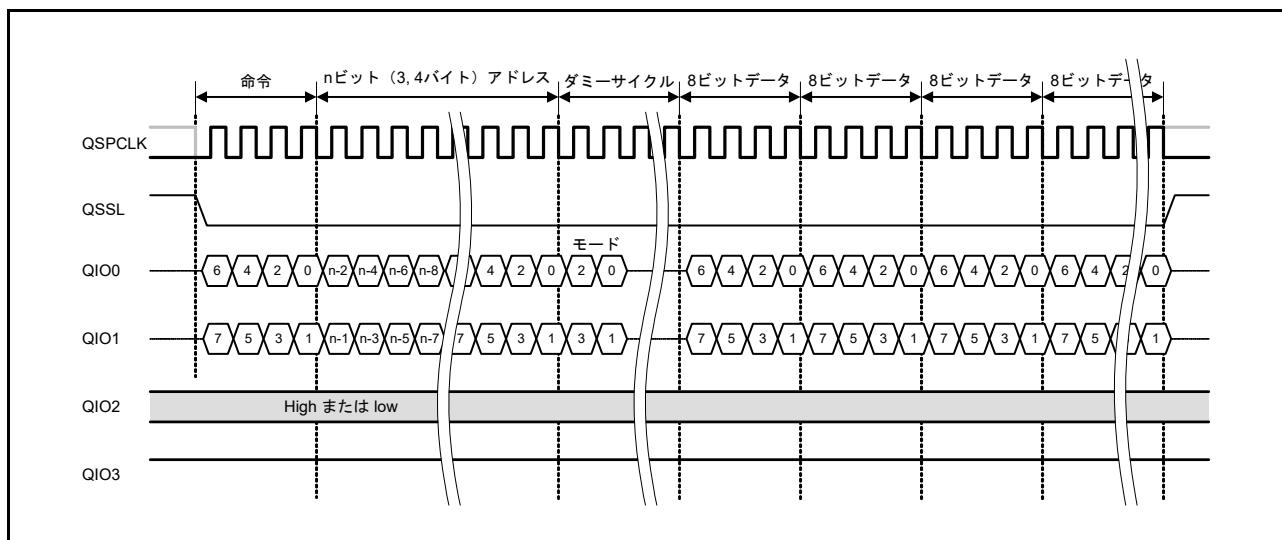 命令 nビット（3, 4バイト）アドレス ダミーサイクル 8ビットデータ 8ビットデータ 8ビットデータ 8ビットデータ
QSPCLK
QSSL
モード
QIO0 6 4 2 0 n-2 n-4 n-6 n-8 4 2 0 2 0 6 4 2 0 6 4 2 0 6 4 2 0 6 4 2 0
QIO1 7 5 3 1 n-1 n-3 n-5 n-7 7 5 3 1 3 1 7 5 3 1 7 5 3 1 7 5 3 1 7 5 1
QIO2 High または low
QIO3